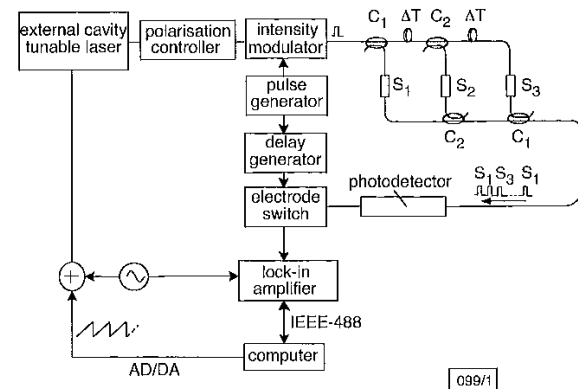 external cavity
tunable laser
polarisation
controller
intensity
modulator
C1 ΔT C2 ΔT
S1 S2 S3
C2 C1
pulse
generator
delay
generator
photodetector
S1 S3 S1
electrode
switch
lock-in
amplifier
IEEE-488
AD/DA
computer
099/1